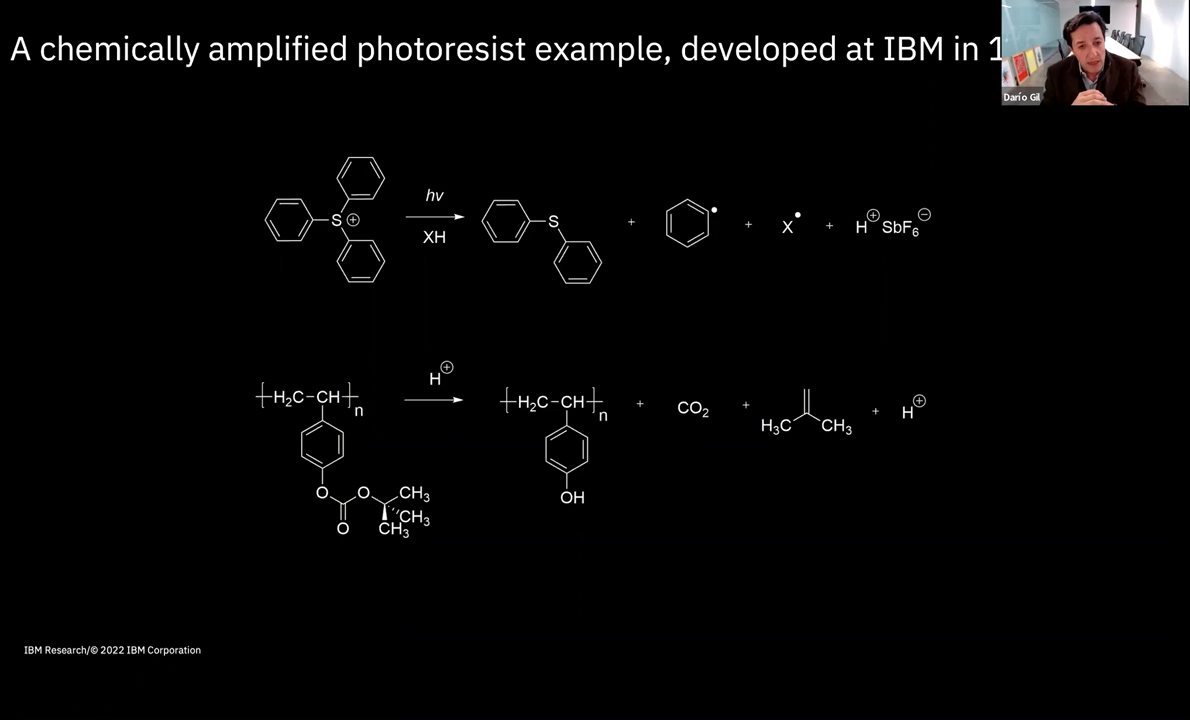 A chemically amplified photoresist example, developed at IBM in 1
Darío Gil
S⊕
hv
XH
S
+
•
+
X•
+
H⊕ SbF₆⊖
H₂C-CH
n
H⊕
H₂C-CH
n
+
CO₂
+
H₃C CH₃
+
H⊕
O O CH₃
CH₃
O CH₃
OH
IBM Research/© 2022 IBM Corporation